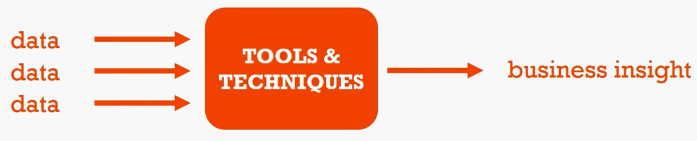 data
data
data
TOOLS &
TECHNIQUES
business insight